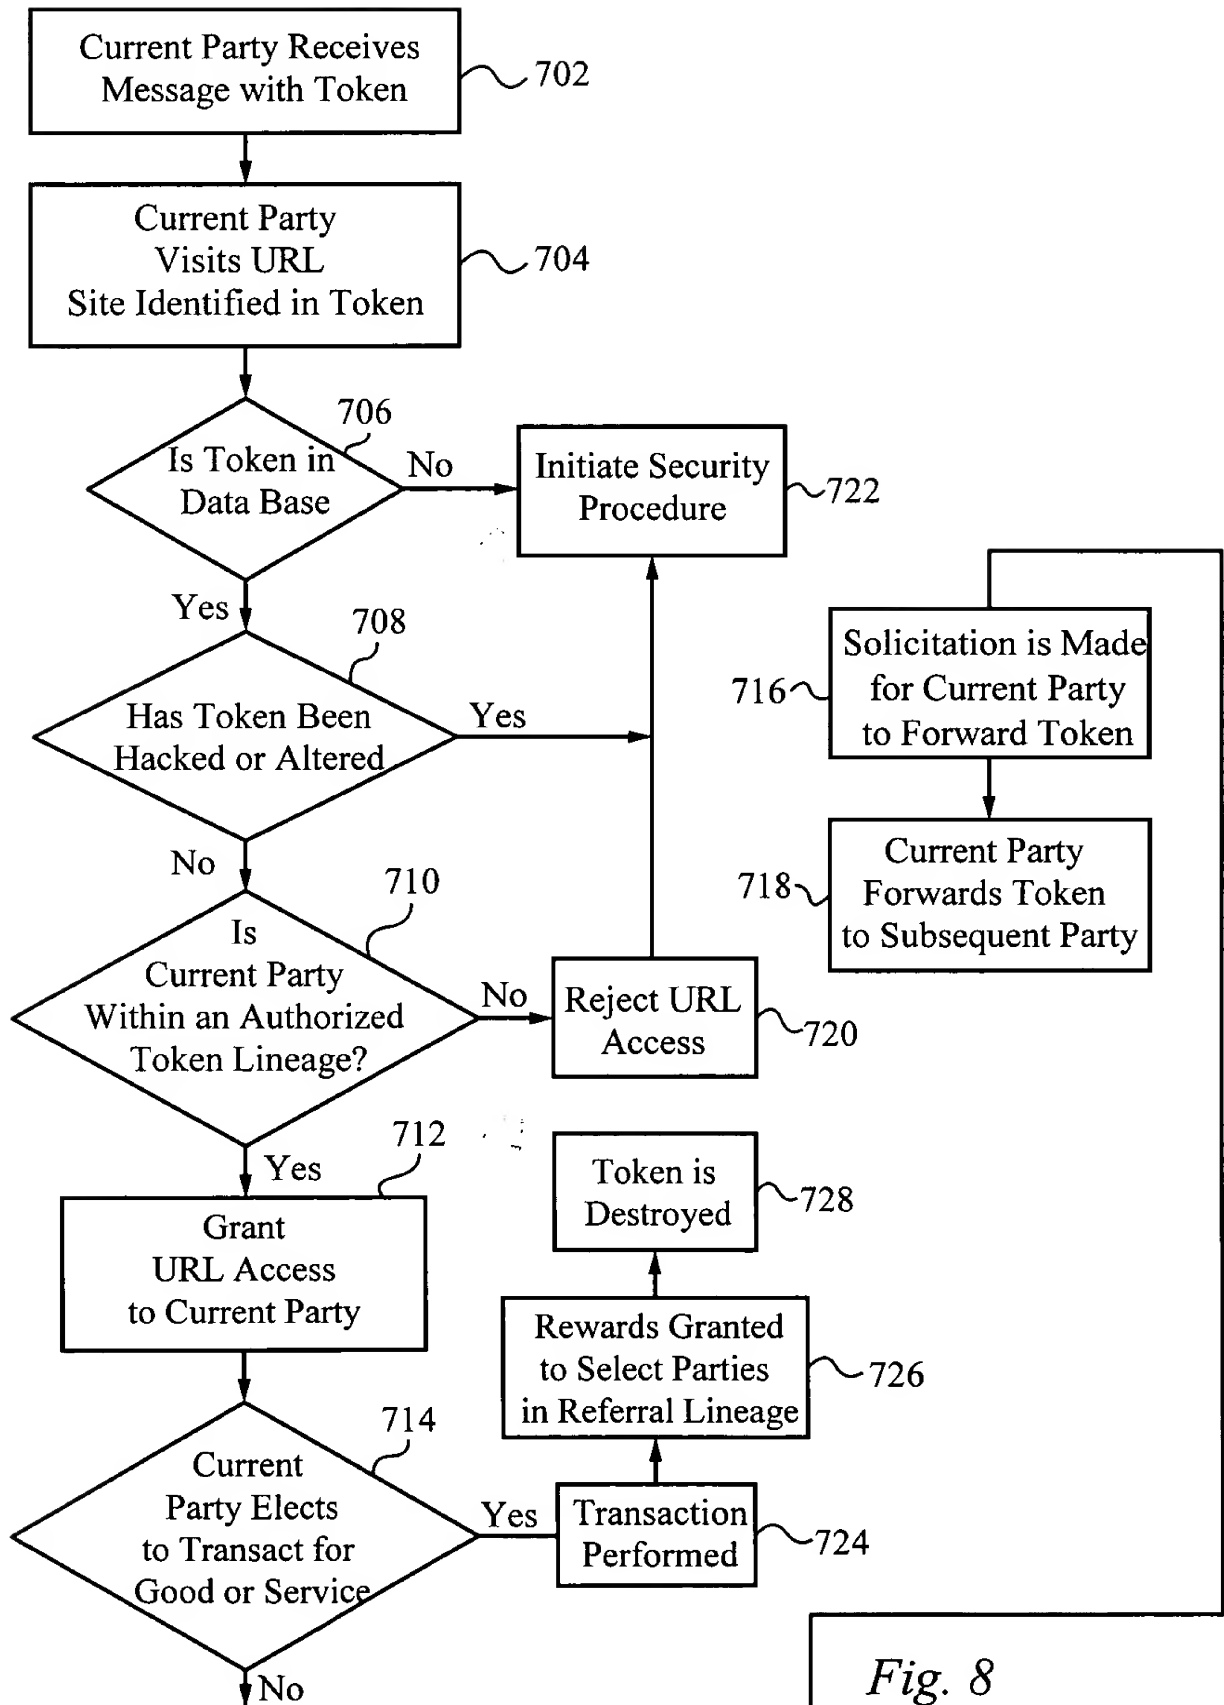 Current Party Receives
Message with Token
702
Current Party
Visits URL
Site Identified in Token
704
706
Is Token in
Data Base
No
Initiate Security
Procedure
722
Yes
708
Has Token Been
Hacked or Altered
Yes
Solicitation is Made
for Current Party
to Forward Token
716
No
710
Current Party
Forwards Token
to Subsequent Party
718
Is
Current Party
Within an Authorized
Token Lineage?
No
Reject URL
Access
720
Yes
712
Grant
URL Access
to Current Party
Token is
Destroyed
728
Rewards Granted
to Select Parties
in Referral Lineage
726
714
Current
Party Elects
to Transact for
Good or Service
Yes
Transaction
Performed
724
No
Fig. 8